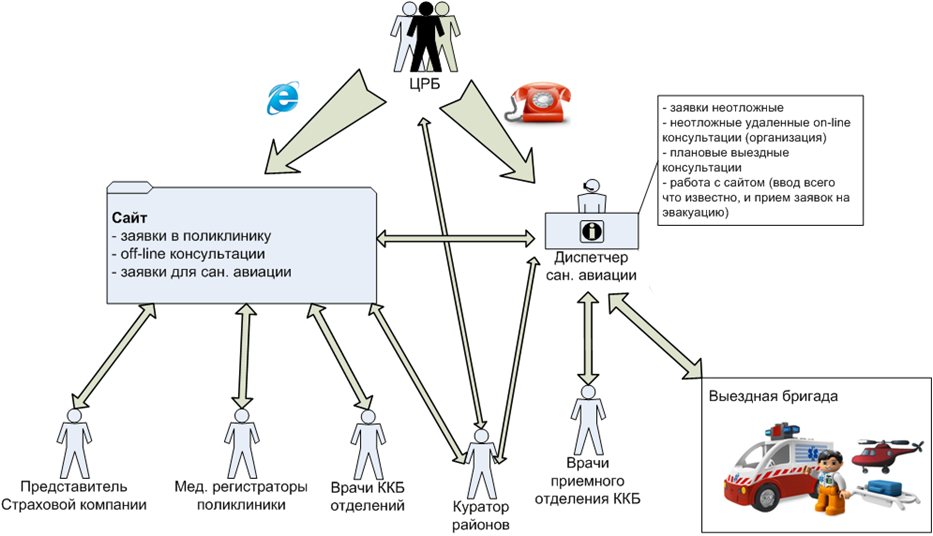 ЦРБ
- заявки неотложные
- неотложные удаленные on-line
консультации (организация)
- плановые выездные
консультации
- работа с сайтом (ввод всего
что известно, и прием заявок на
эвакуацию)
Сайт
- заявки в поликлинику
- off-line консультации
- заявки для сан. авиации
Диспетчер
сан. авиации
Выездная бригада
Представитель
Страховой компании
Мед. регистраторы
поликлиники
Врачи ККБ
отделений
Куратор
районов
Врачи
приемного
отделения ККБ